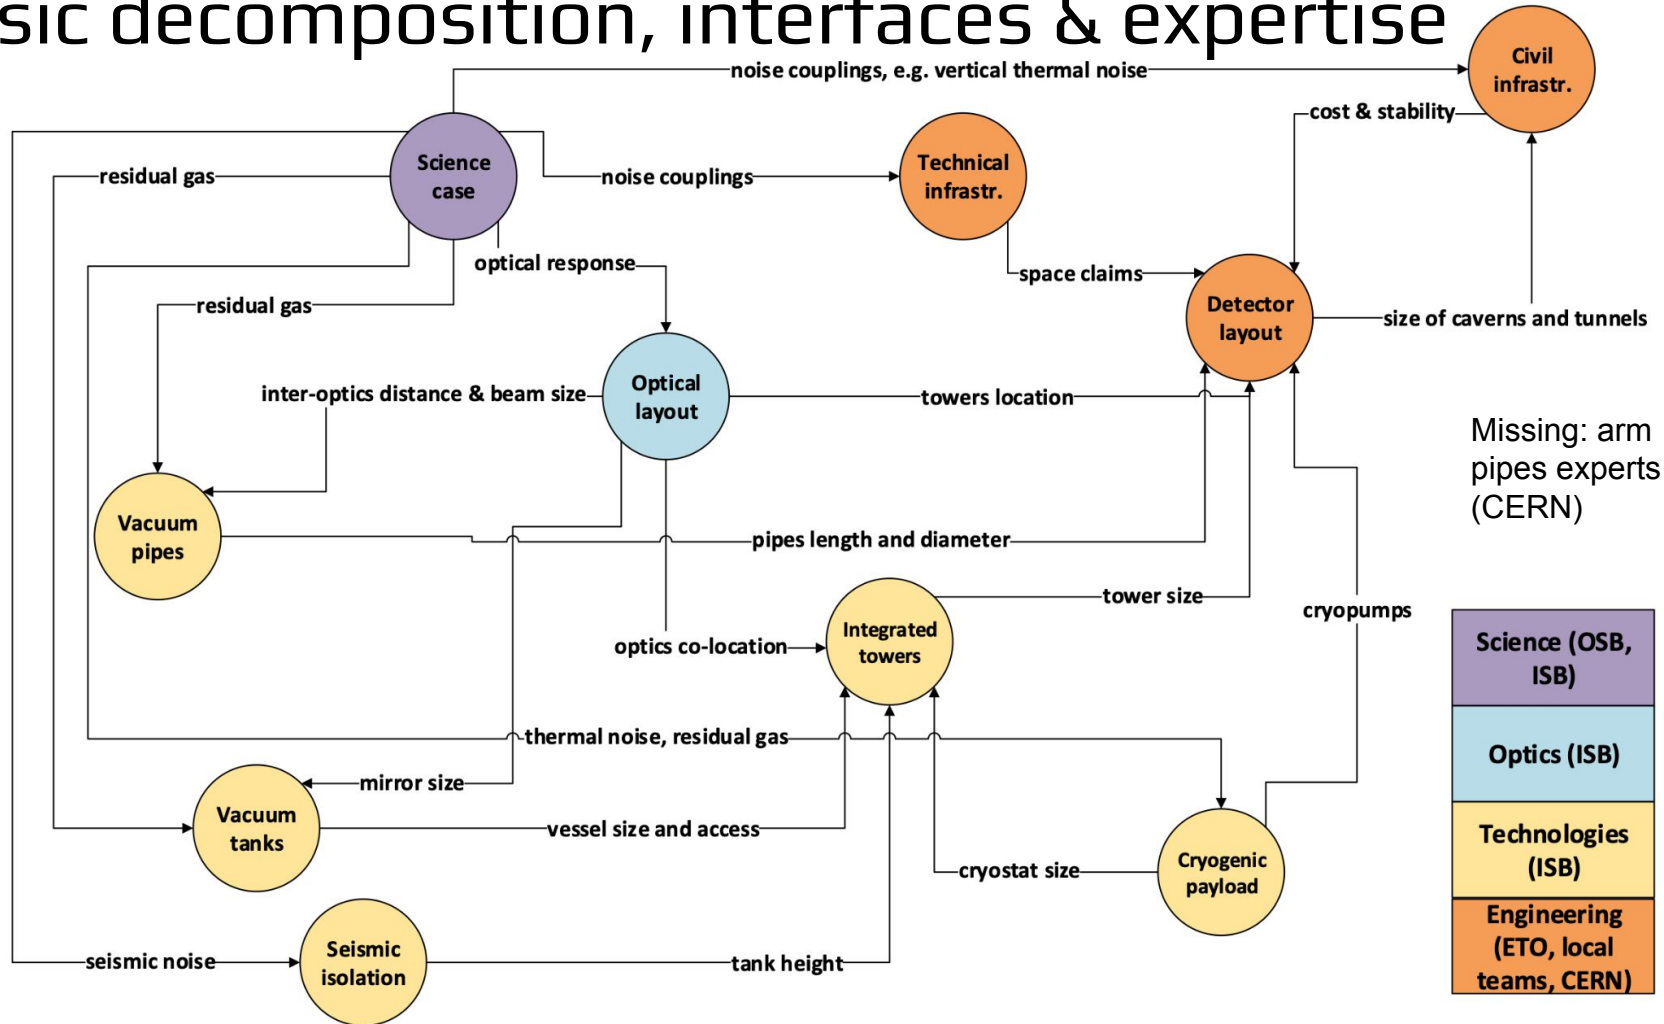 sic decomposition, interfaces & expertise
noise couplings, e.g. vertical thermal noise
Civil
infrastr.
cost & stability
Science
case
residual gas
noise couplings
Technical
infrastr.
optical response
space claims
residual gas
Detector
layout
size of caverns and tunnels
inter-optics distance & beam size
Optical
layout
towers location
Missing: arm
pipes experts
(CERN)
Vacuum
pipes
pipes length and diameter
tower size
cryopumps
Integrated
towers
optics co-location
Science (OSB,
ISB)
thermal noise, residual gas
Optics (ISB)
mirror size
Vacuum
tanks
vessel size and access
Technologies
(ISB)
cryostat size
Cryogenic
payload
Engineering
(ETO, local
teams, CERN)
seismic noise
Seismic
isolation
tank height